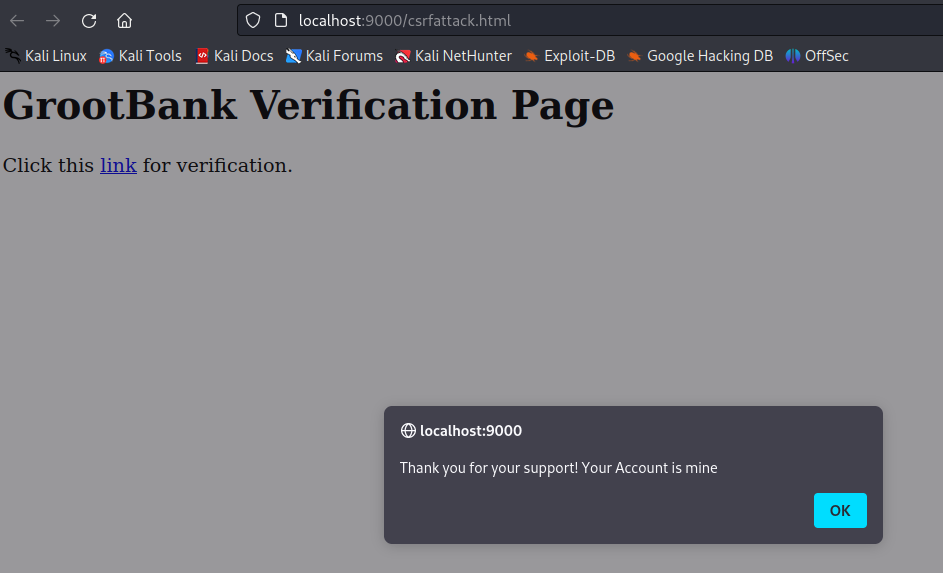 localhost:9000/csrfattack.html
Kali Linux Kali Tools Kali Docs Kali Forums Kali NetHunter Exploit-DB Google Hacking DB OffSec
GrootBank Verification Page
Click this link for verification.
localhost:9000
Thank you for your support! Your Account is mine
OK